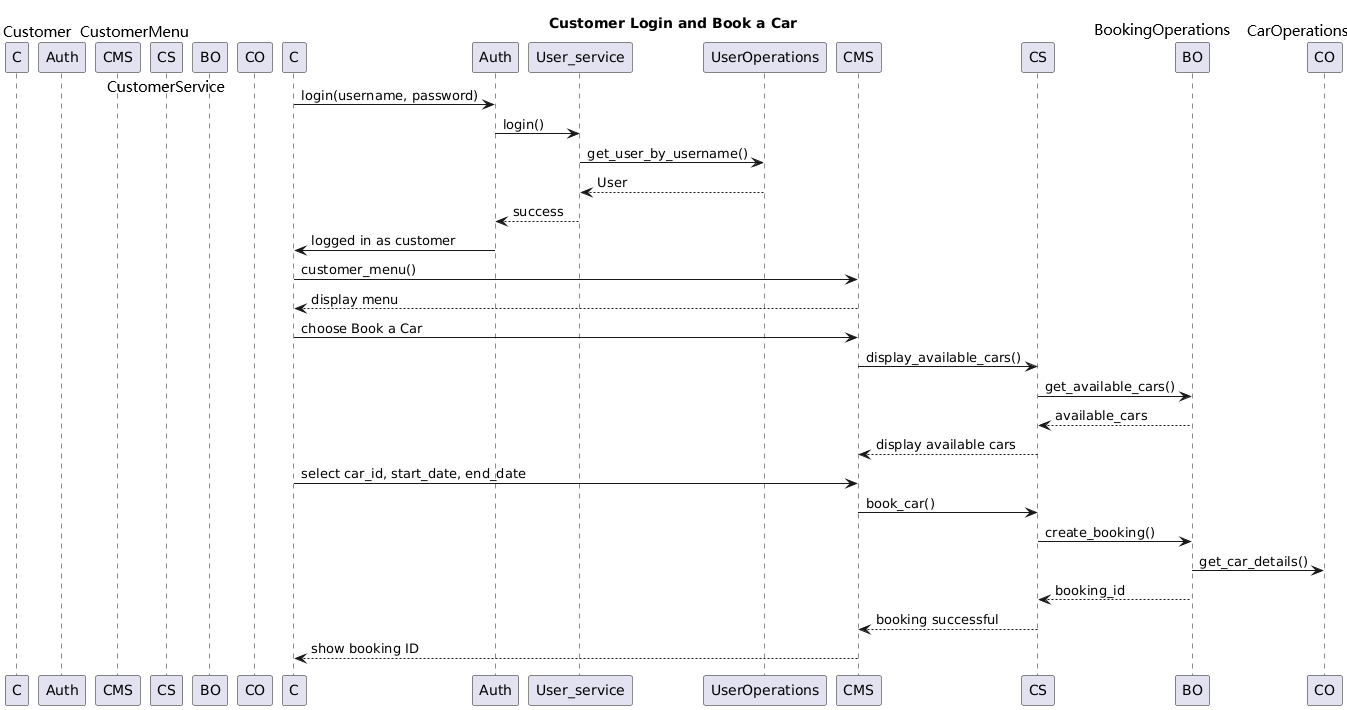 Customer Login and Book a Car
Customer CustomerMenu BookingOperations CarOperations
C Auth CMS CS BO CO C Auth User_service UserOperations CMS CS BO CO
CustomerService
login(username, password)
login()
get_user_by_username()
User
success
logged in as customer
customer_menu()
display menu
choose Book a Car
display_available_cars()
get_available_cars()
available_cars
display available cars
select car_id, start_date, end_date
book_car()
create_booking()
get_car_details()
booking_id
booking successful
show booking ID
C Auth CMS CS BO CO C Auth User_service UserOperations CMS CS BO CO